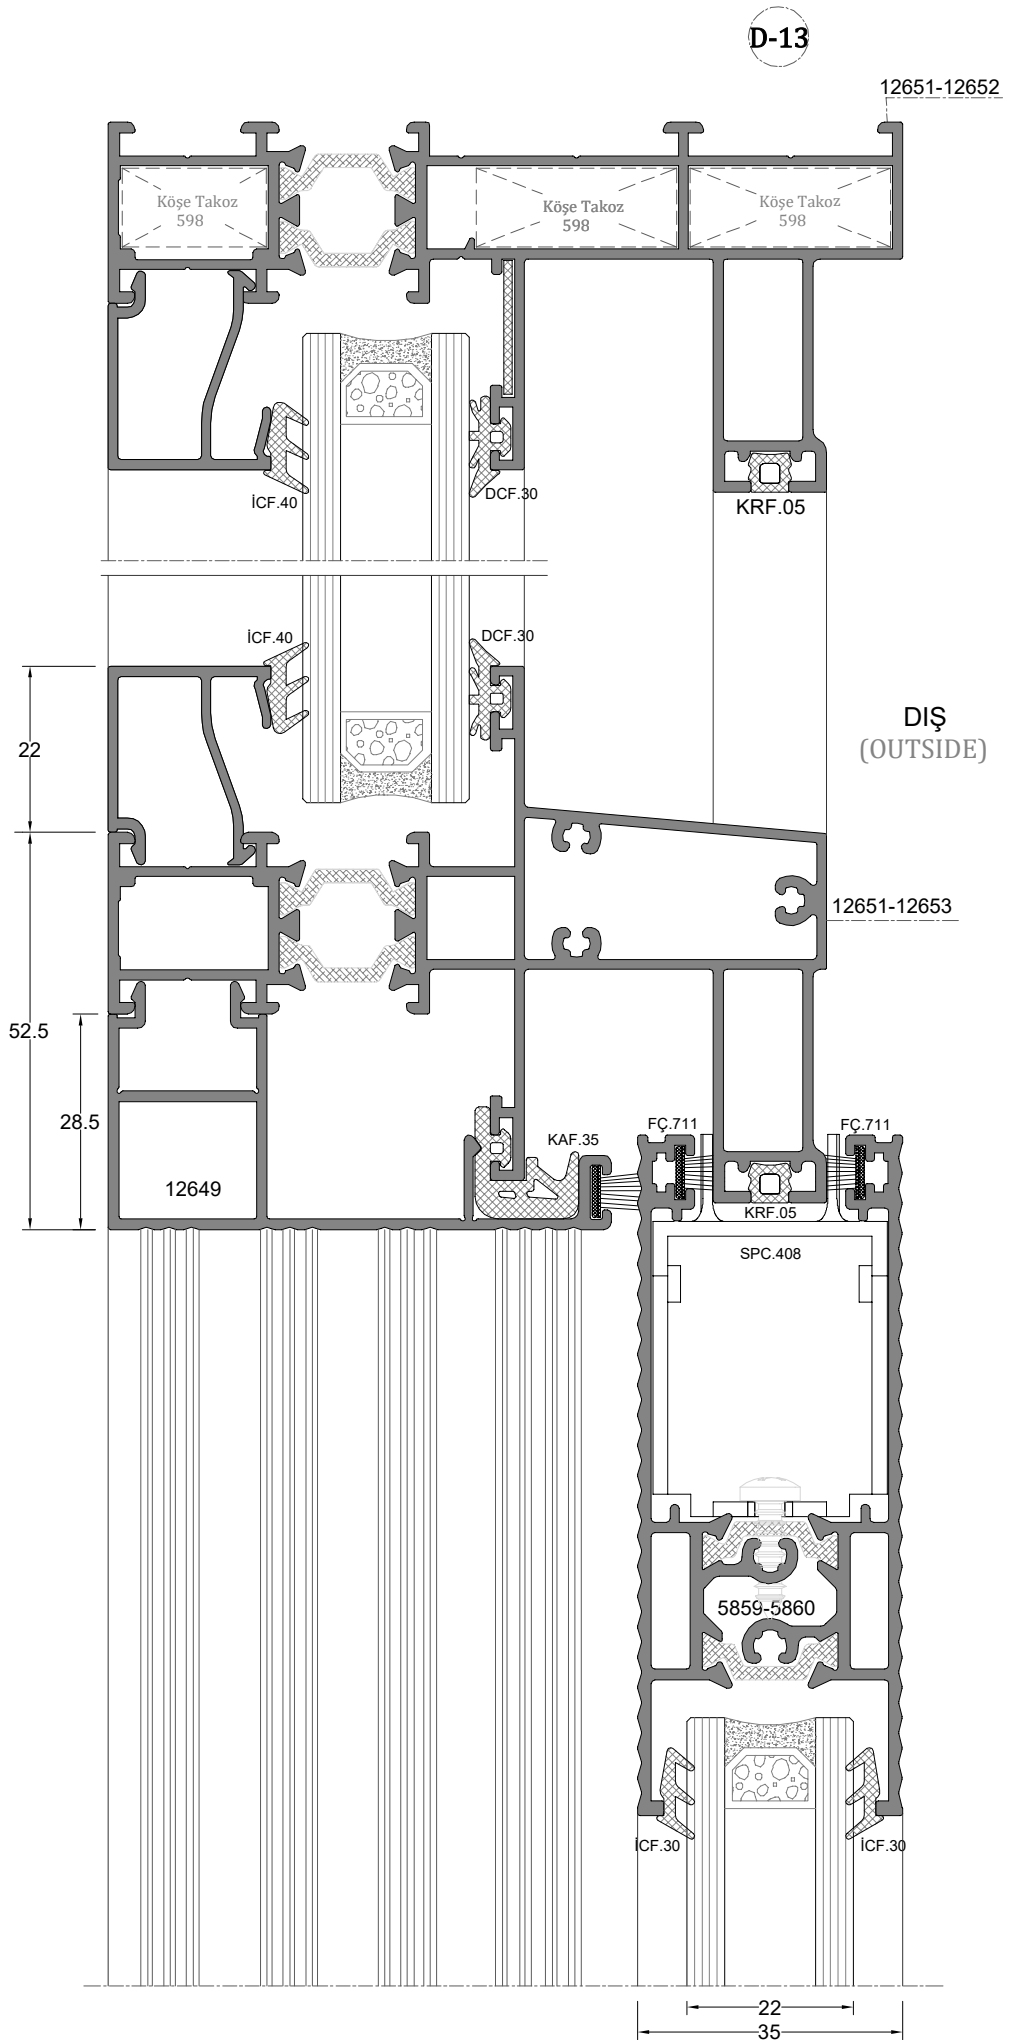 D-13
12651-12652
Köşe Takoz
598
Köşe Takoz
598
Köşe Takoz
598
İCF.40
DCF.30
KRF.05
İCF.40
DCF.30
DIŞ
(OUTSIDE)
22
12651-12653
52.5
28.5
FÇ.711
FÇ.711
KAF.35
12649
KRF.05
SPC.408
5859-5860
İCF.30
İCF.30
22
35